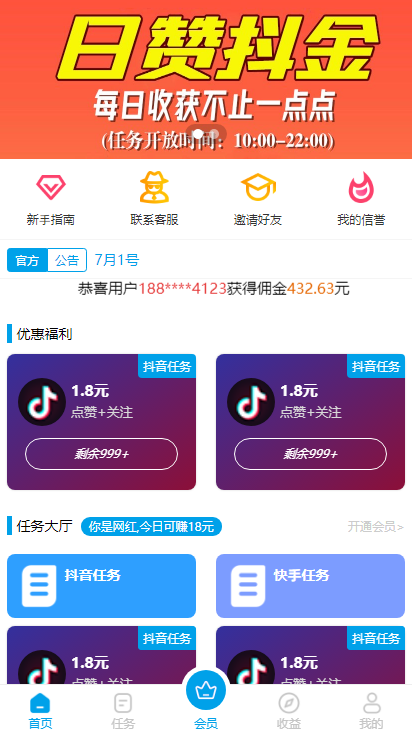 日赞抖金
每日收获不止一点点
(任务开放时间：10:00-22:00)
新手指南 联系客服 邀请好友 我的信誉
官方 公告 7月1号
恭喜用户188****4123获得佣金432.63元
优惠福利
抖音任务 抖音任务
1.8元 1.8元
点赞+关注 点赞+关注
剩余999+ 剩余999+
任务大厅 你是网红,今日可赚18元 开通会员>
抖音任务 快手任务
抖音任务 抖音任务
1.8元 1.8元
点赞+关注 点赞+关注
首页 任务 会员 收益 我的